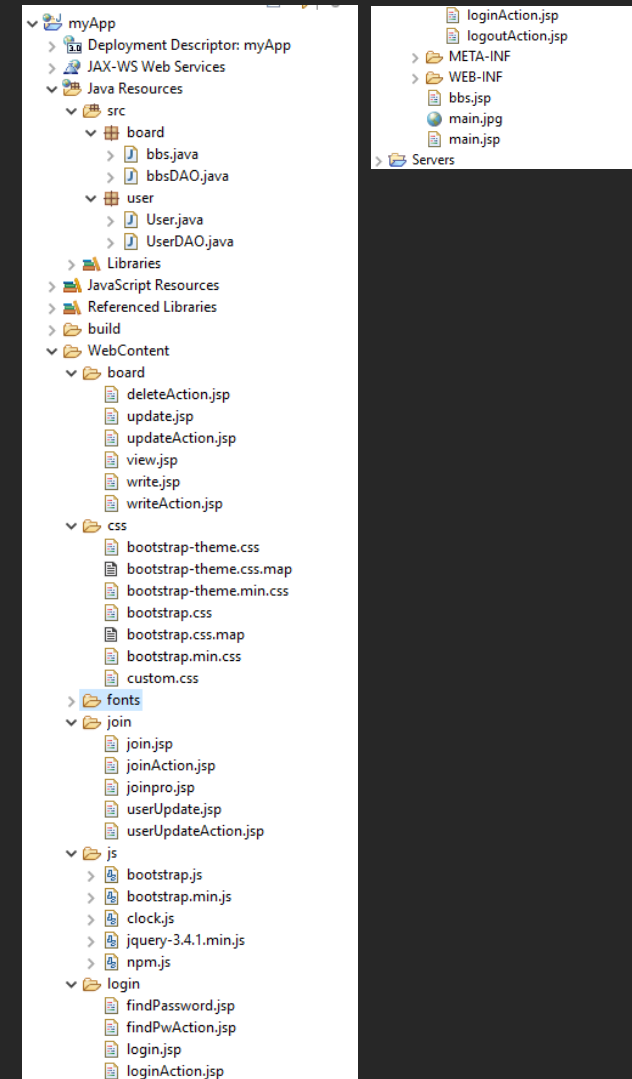 myApp
Deployment Descriptor: myApp
JAX-WS Web Services
Java Resources
src
board
bbs.java
bbsDAO.java
user
User.java
UserDAO.java
Libraries
JavaScript Resources
Referenced Libraries
build
WebContent
board
deleteAction.jsp
update.jsp
updateAction.jsp
view.jsp
write.jsp
writeAction.jsp
css
bootstrap-theme.css
bootstrap-theme.css.map
bootstrap-theme.min.css
bootstrap.css
bootstrap.css.map
bootstrap.min.css
custom.css
fonts
join
join.jsp
joinAction.jsp
joinpro.jsp
userUpdate.jsp
userUpdateAction.jsp
js
bootstrap.js
bootstrap.min.js
clock.js
jquery-3.4.1.min.js
npm.js
login
findPassword.jsp
findPwAction.jsp
login.jsp
loginAction.jsp
loginAction.jsp
logoutAction.jsp
META-INF
WEB-INF
bbs.jsp
main.jpg
main.jsp
Servers